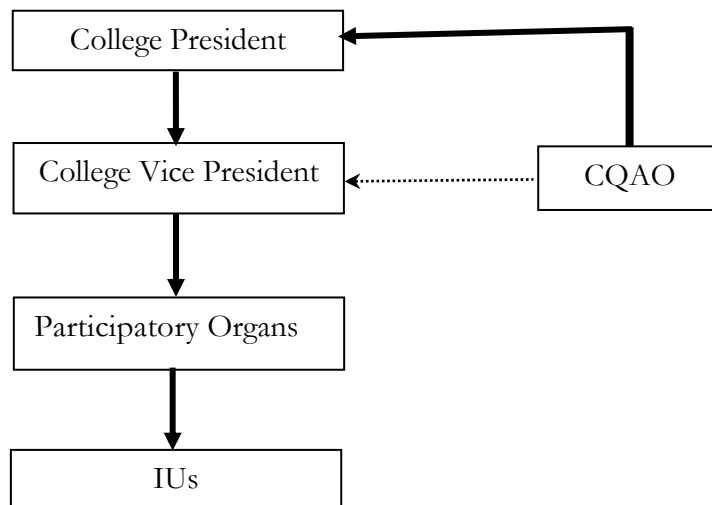 College President
College Vice President
CQAO
Participatory Organs
IUs